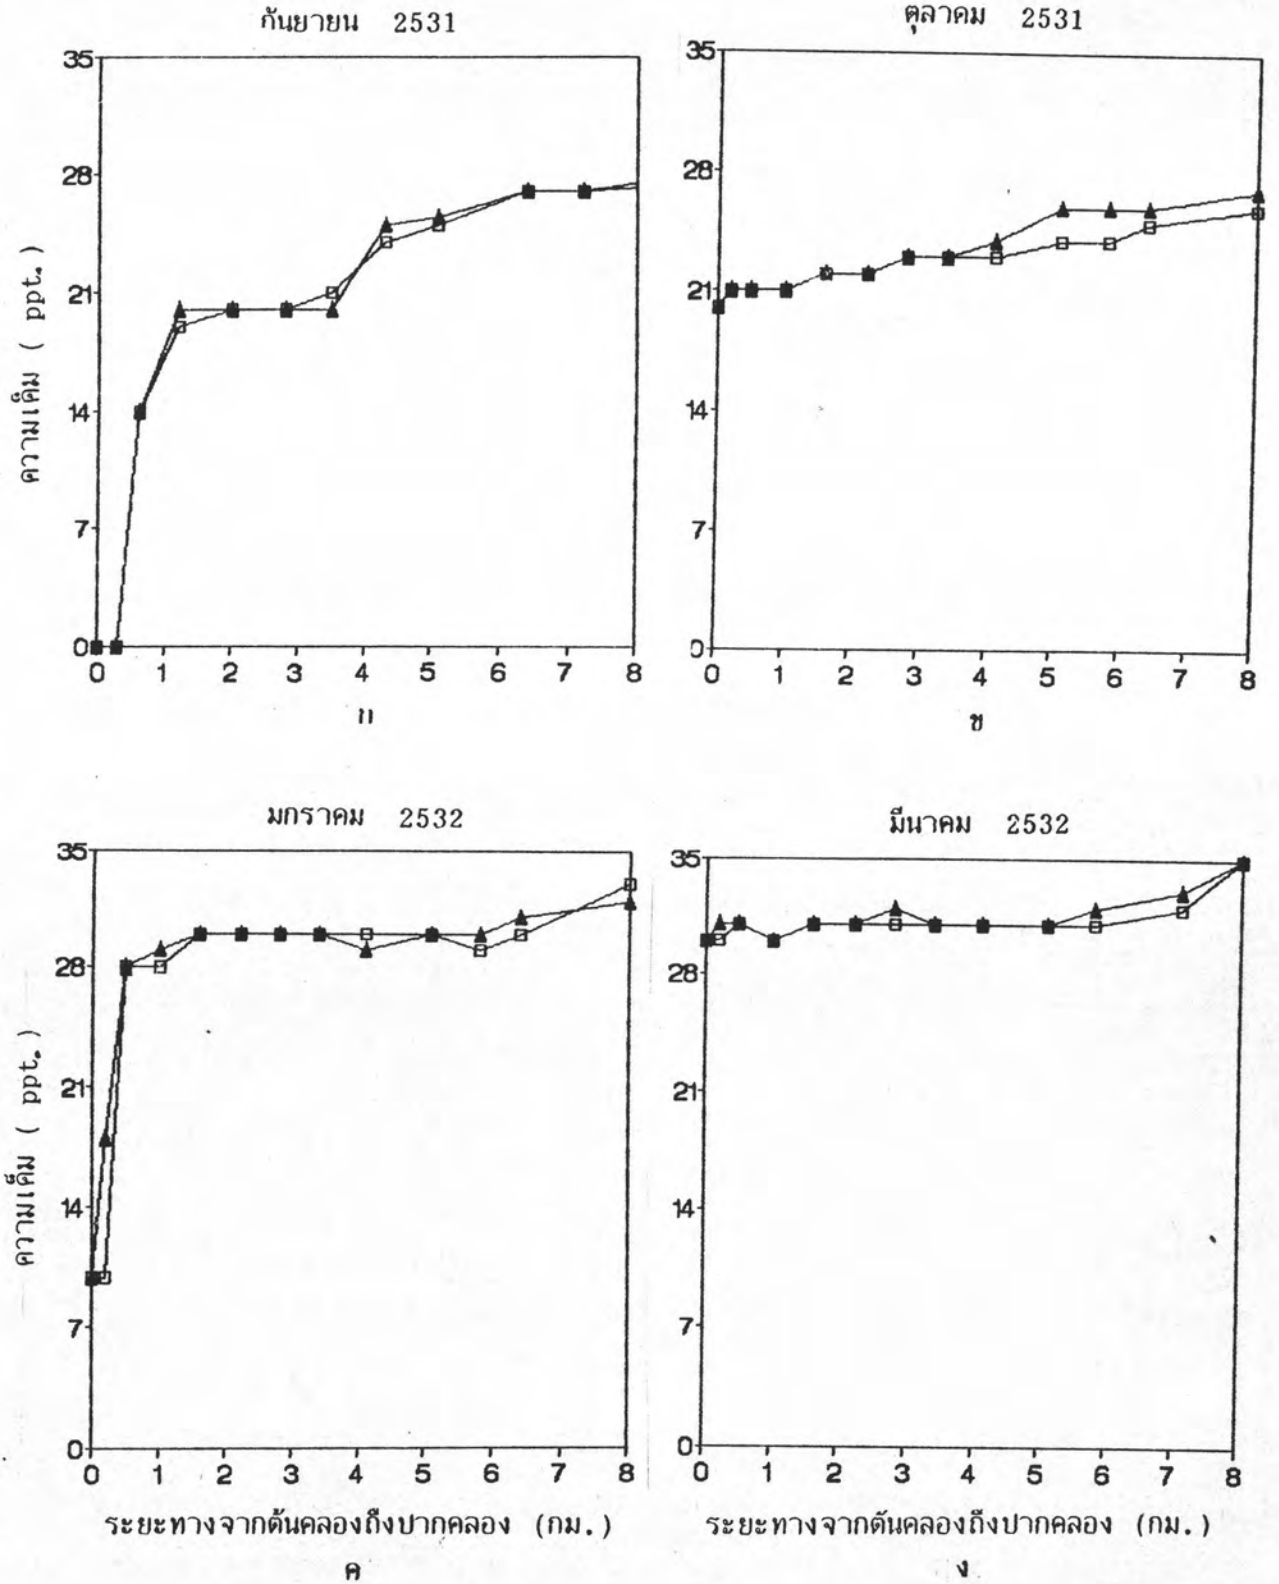 กันยายน 2531
35
28
21
14
7
0
ความเค็ม ( ppt. )
0 1 2 3 4 5 6 7 8
ก
ตุลาคม 2531
35
28
21
14
7
0
0 1 2 3 4 5 6 7 8
ข
มกราคม 2532
35
28
21
14
7
0
ความเค็ม ( ppt. )
0 1 2 3 4 5 6 7 8
ระยะทางจากต้นคลองถึงปากคลอง (กม.)
ค
มีนาคม 2532
35
28
21
14
7
0
0 1 2 3 4 5 6 7 8
ระยะทางจากต้นคลองถึงปากคลอง (กม.)
ง